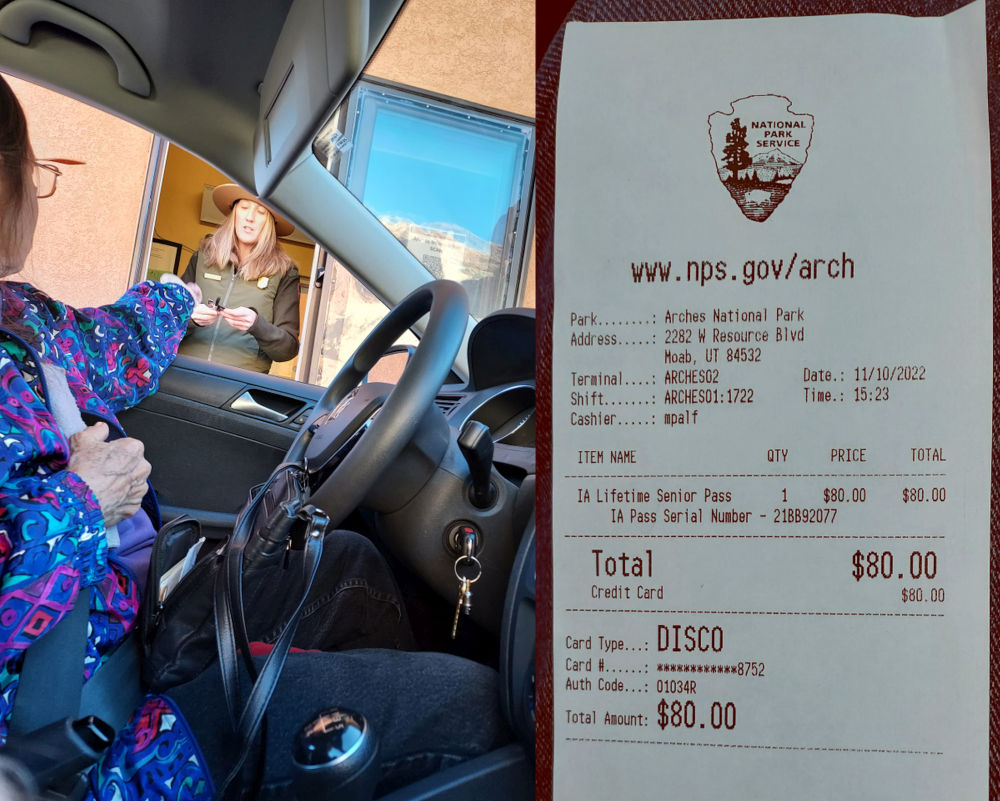 NATIONAL
PARK
SERVICE
www.nps.gov/arch
Park........: Arches National Park
Address.....: 2282 W Resource Blvd
Moab, UT 84532
Terminal....: ARCHES02 Date.: 11/10/2022
Shift.......: ARCHES01:1722 Time.: 15:23
Cashier.....: mpalf
ITEM NAME QTY PRICE TOTAL
IA Lifetime Senior Pass 1 $80.00 $80.00
IA Pass Serial Number - 21BB92077
Total $80.00
Credit Card $80.00
Card Type...: DISCO
Card #......: ************8752
Auth Code...: 01034R
Total Amount: $80.00